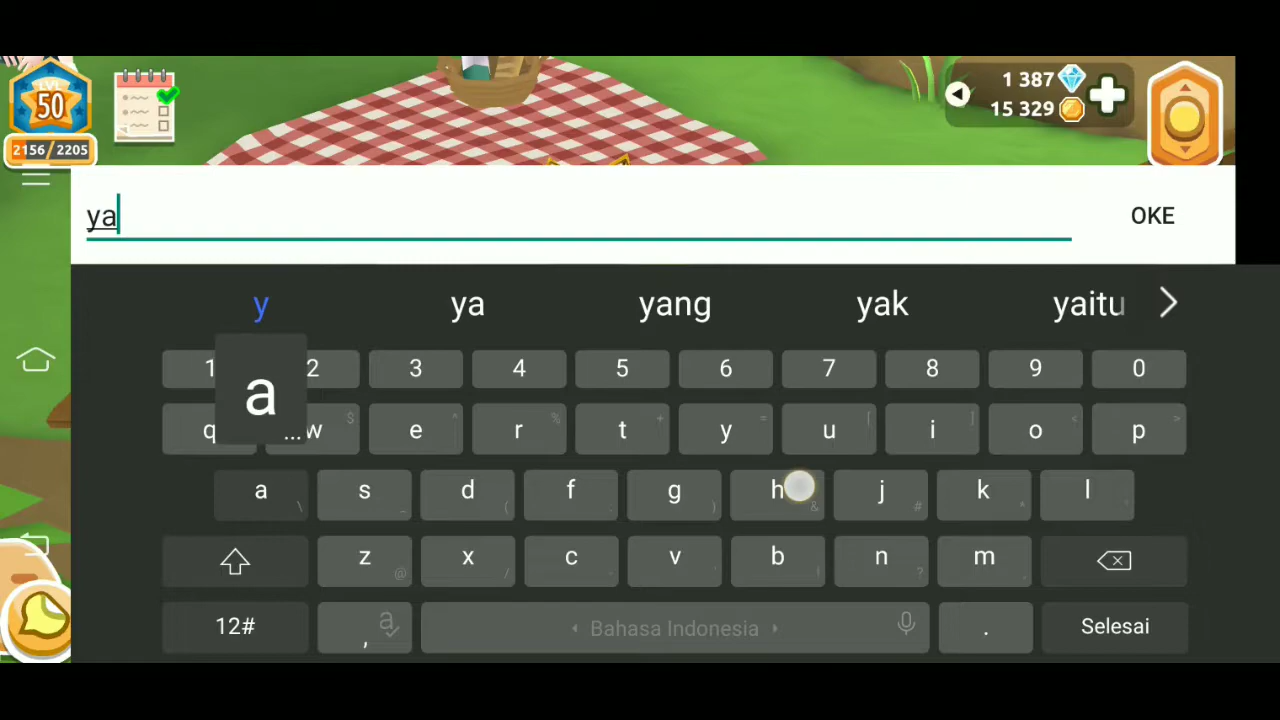 LVL
50
2156/2205
1 387
15 329
ya
OKE
y ya yang yak yaitu
a
1 2 3 4 5 6 7 8 9 0
q ...w $ e ^ r % t + y = u [ i ] o < p >
a \ s _ d ( f g ) h & j # k * l '
z @ x / c - v b n ? m
12# , a Bahasa Indonesia . Selesai